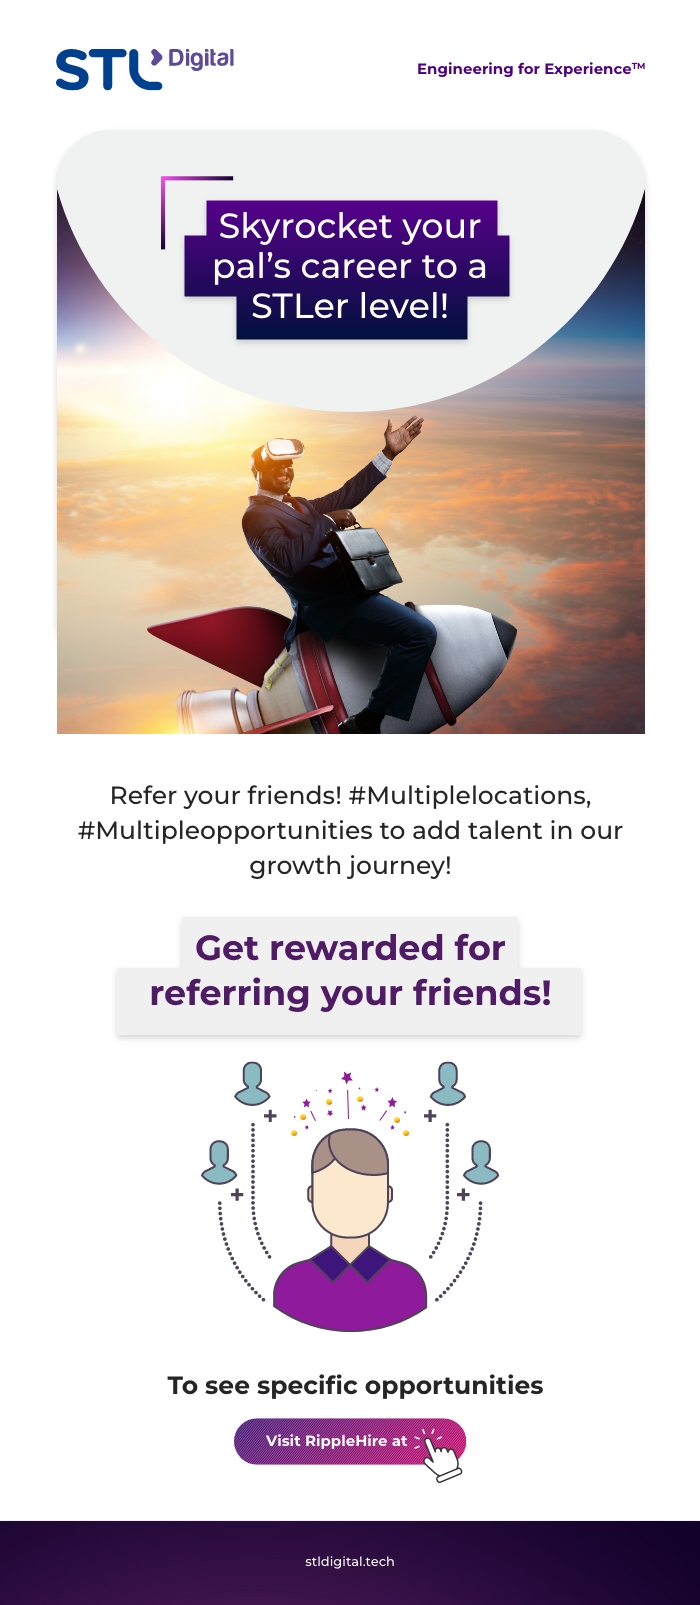 STL Digital
Engineering for Experience™
Skyrocket your
pal’s career to a
STLer level!
Refer your friends! #Multiplelocations,
#Multipleopportunities to add talent in our
growth journey!
Get rewarded for
referring your friends!
To see specific opportunities
Visit RippleHire at
stldigital.tech